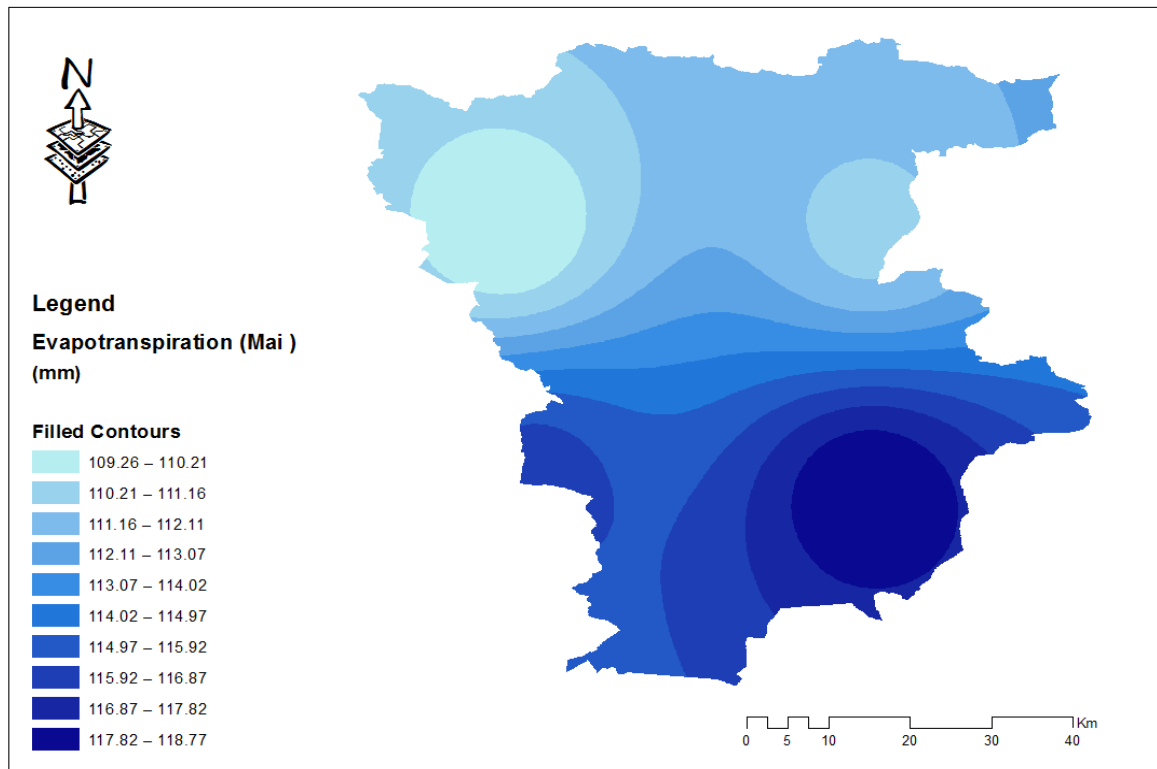 N
Legend
Evapotranspiration (Mai )
(mm)
Filled Contours
109.26 – 110.21
110.21 – 111.16
111.16 – 112.11
112.11 – 113.07
113.07 – 114.02
114.02 – 114.97
114.97 – 115.92
115.92 – 116.87
116.87 – 117.82
117.82 – 118.77
Km
0 5 10 20 30 40